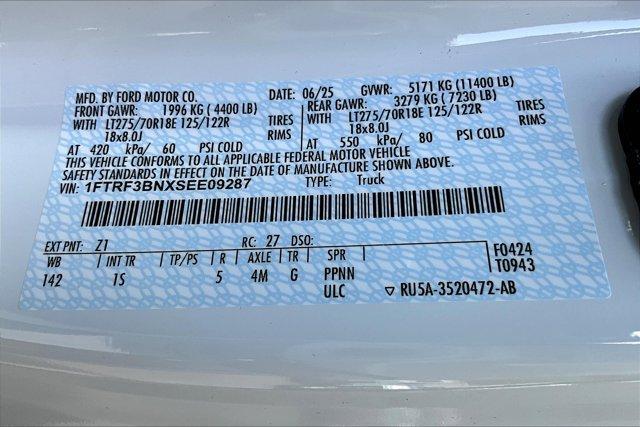 MFD. BY FORD MOTOR CO. DATE: 06/25 GVWR: 5171 KG (11400 LB)
FRONT GAWR: 1996 KG (4400 LB) REAR GAWR: 3279 KG (7230 LB)
WITH LT275/70R18E 125/122R TIRES WITH LT275/70R18E 125/122R TIRES
18x8.0J RIMS 18x8.0J RIMS
AT 420 kPa/ 60 PSI COLD AT 550 kPa/ 80 PSI COLD
THIS VEHICLE CONFORMS TO ALL APPLICABLE FEDERAL MOTOR VEHICLE
SAFETY STANDARDS IN EFFECT ON THE DATE OF MANUFACTURE SHOWN ABOVE.
VIN: 1FTRF3BNXSEE09287 TYPE: Truck
EXT PNT: Z1 RC: 27 DSO:
WB INT TR TP/PS R AXLE TR SPR F0424
142 1S 5 4M G PPNN T0943
ULC ▽ RU5A-3520472-AB